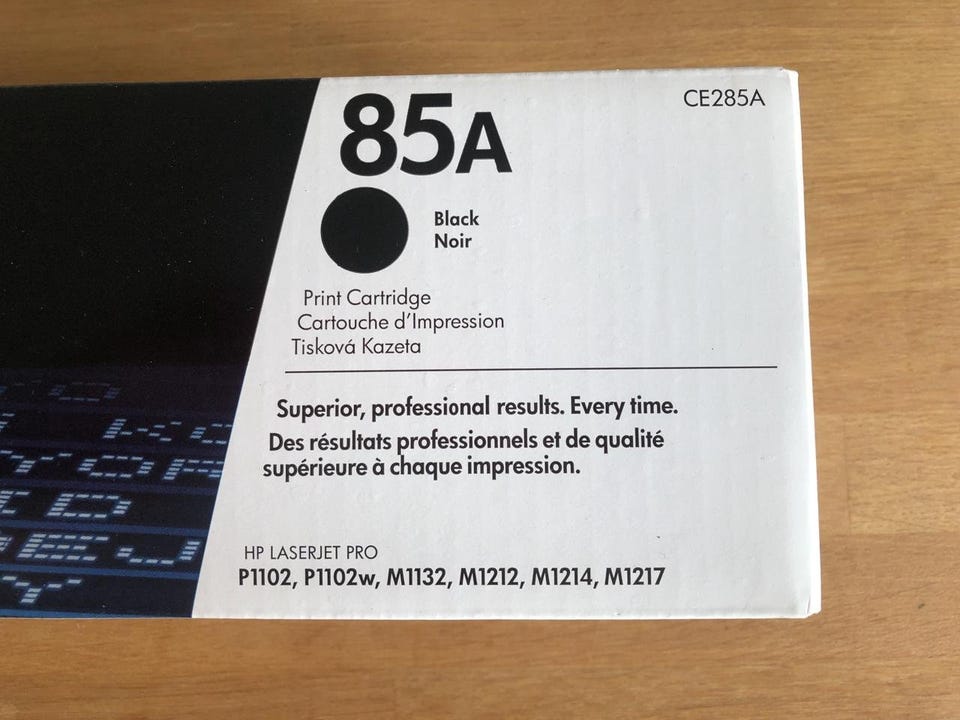 85A
CE285A
Black
Noir
Print Cartridge
Cartouche d'Impression
Tisková Kazeta
Superior, professional results. Every time.
Des résultats professionnels et de qualité
supérieure à chaque impression.
HP LASERJET PRO
P1102, P1102w, M1132, M1212, M1214, M1217